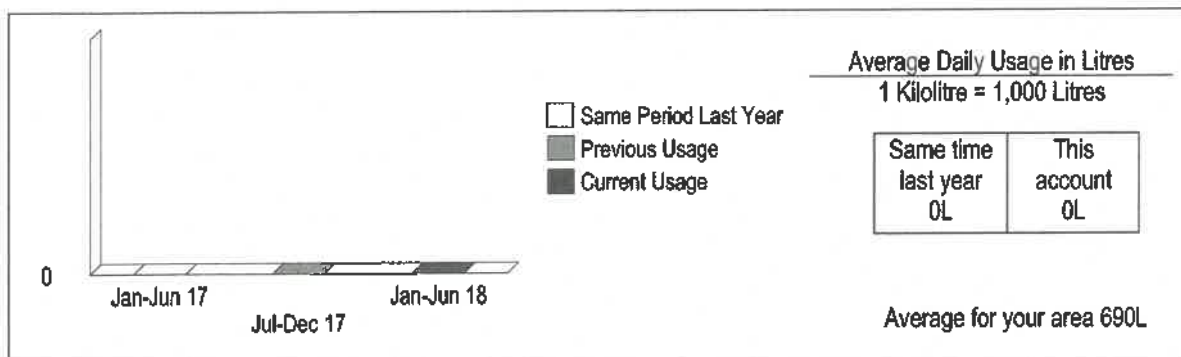 0
Jan-Jun 17
Jul-Dec 17
Jan-Jun 18
Same Period Last Year
Previous Usage
Current Usage
Average Daily Usage in Litres
1 Kilolitre = 1,000 Litres
Same time
last year
0L
This
account
0L
Average for your area 690L